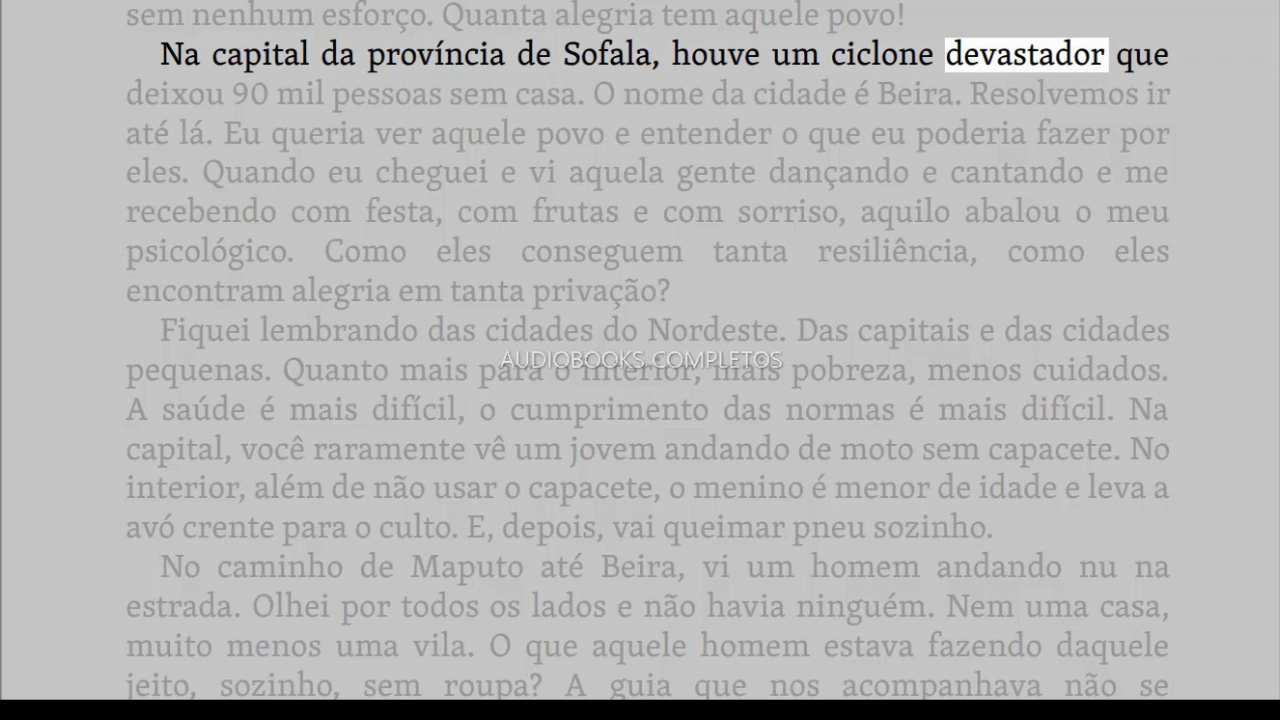 sem nenhum esforço. Quanta alegria tem aquele povo!
Na capital da província de Sofala, houve um ciclone devastador que
deixou 90 mil pessoas sem casa. O nome da cidade é Beira. Resolvemos ir
até lá. Eu queria ver aquele povo e entender o que eu poderia fazer por
eles. Quando eu cheguei e vi aquela gente dançando e cantando e me
recebendo com festa, com frutas e com sorriso, aquilo abalou o meu
psicológico. Como eles conseguem tanta resiliência, como eles
encontram alegria em tanta privação?
Fiquei lembrando das cidades do Nordeste. Das capitais e das cidades
AUDIOBOOKS COMPLETOS
pequenas. Quanto mais para o interior, mais pobreza, menos cuidados.
A saúde é mais difícil, o cumprimento das normas é mais difícil. Na
capital, você raramente vê um jovem andando de moto sem capacete. No
interior, além de não usar o capacete, o menino é menor de idade e leva a
avó crente para o culto. E, depois, vai queimar pneu sozinho.
No caminho de Maputo até Beira, vi um homem andando nu na
estrada. Olhei por todos os lados e não havia ninguém. Nem uma casa,
muito menos uma vila. O que aquele homem estava fazendo daquele
jeito, sozinho, sem roupa? A guia que nos acompanhava não se